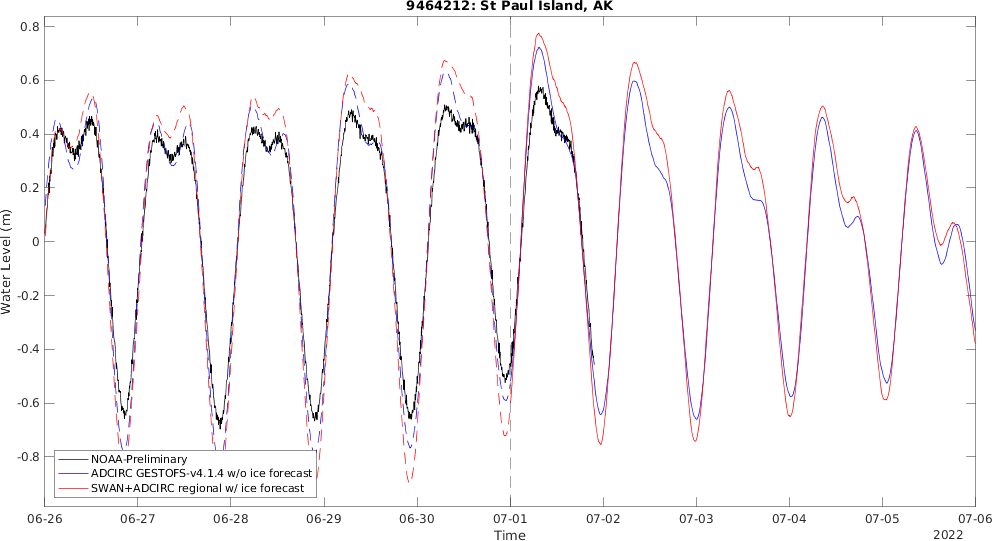 9464212: St Paul Island, AK
0.8
0.6
0.4
0.2
0
-0.2
-0.4
-0.6
-0.8
Water Level (m)
NOAA-Preliminary
ADCIRC GESTOFS-v4.1.4 w/o ice forecast
SWAN+ADCIRC regional w/ ice forecast
06-26 06-27 06-28 06-29 06-30 07-01 07-02 07-03 07-04 07-05 07-06
Time
2022